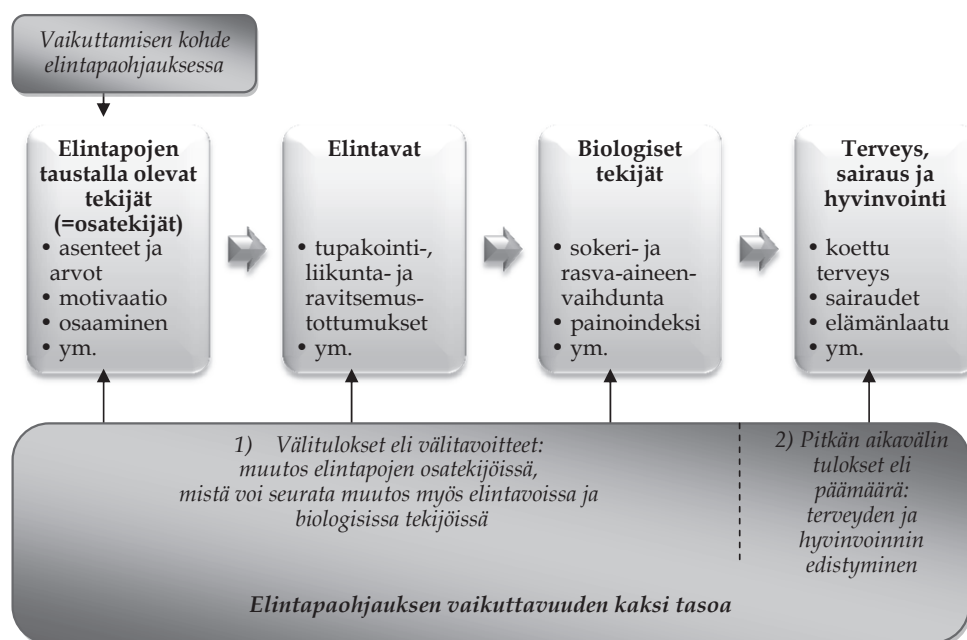 Vaikuttamisen kohde
elintapaohjauksessa
Elintapojen
taustalla olevat
tekijät
(=osatekijät)
• asenteet ja
arvot
• motivaatio
• osaaminen
• ym.
Elintavat
• tupakointi-,
liikunta- ja
ravitsemus-
tottumukset
• ym.
Biologiset
tekijät
• sokeri- ja
rasva-aineen-
vaihdunta
• painoindeksi
• ym.
Terveys,
sairaus ja
hyvinvointi
• koettu
terveys
• sairaudet
• elämänlaatu
• ym.
1) Välitulokset eli välitavoitteet:
muutos elintapojen osatekijöissä,
mistä voi seurata muutos myös elintavoissa ja
biologisissa tekijöissä
2) Pitkän aikavälin
tulokset eli
päämäärä:
terveyden ja
hyvinvoinnin
edistyminen
Elintapaohjauksen vaikuttavuuden kaksi tasoa